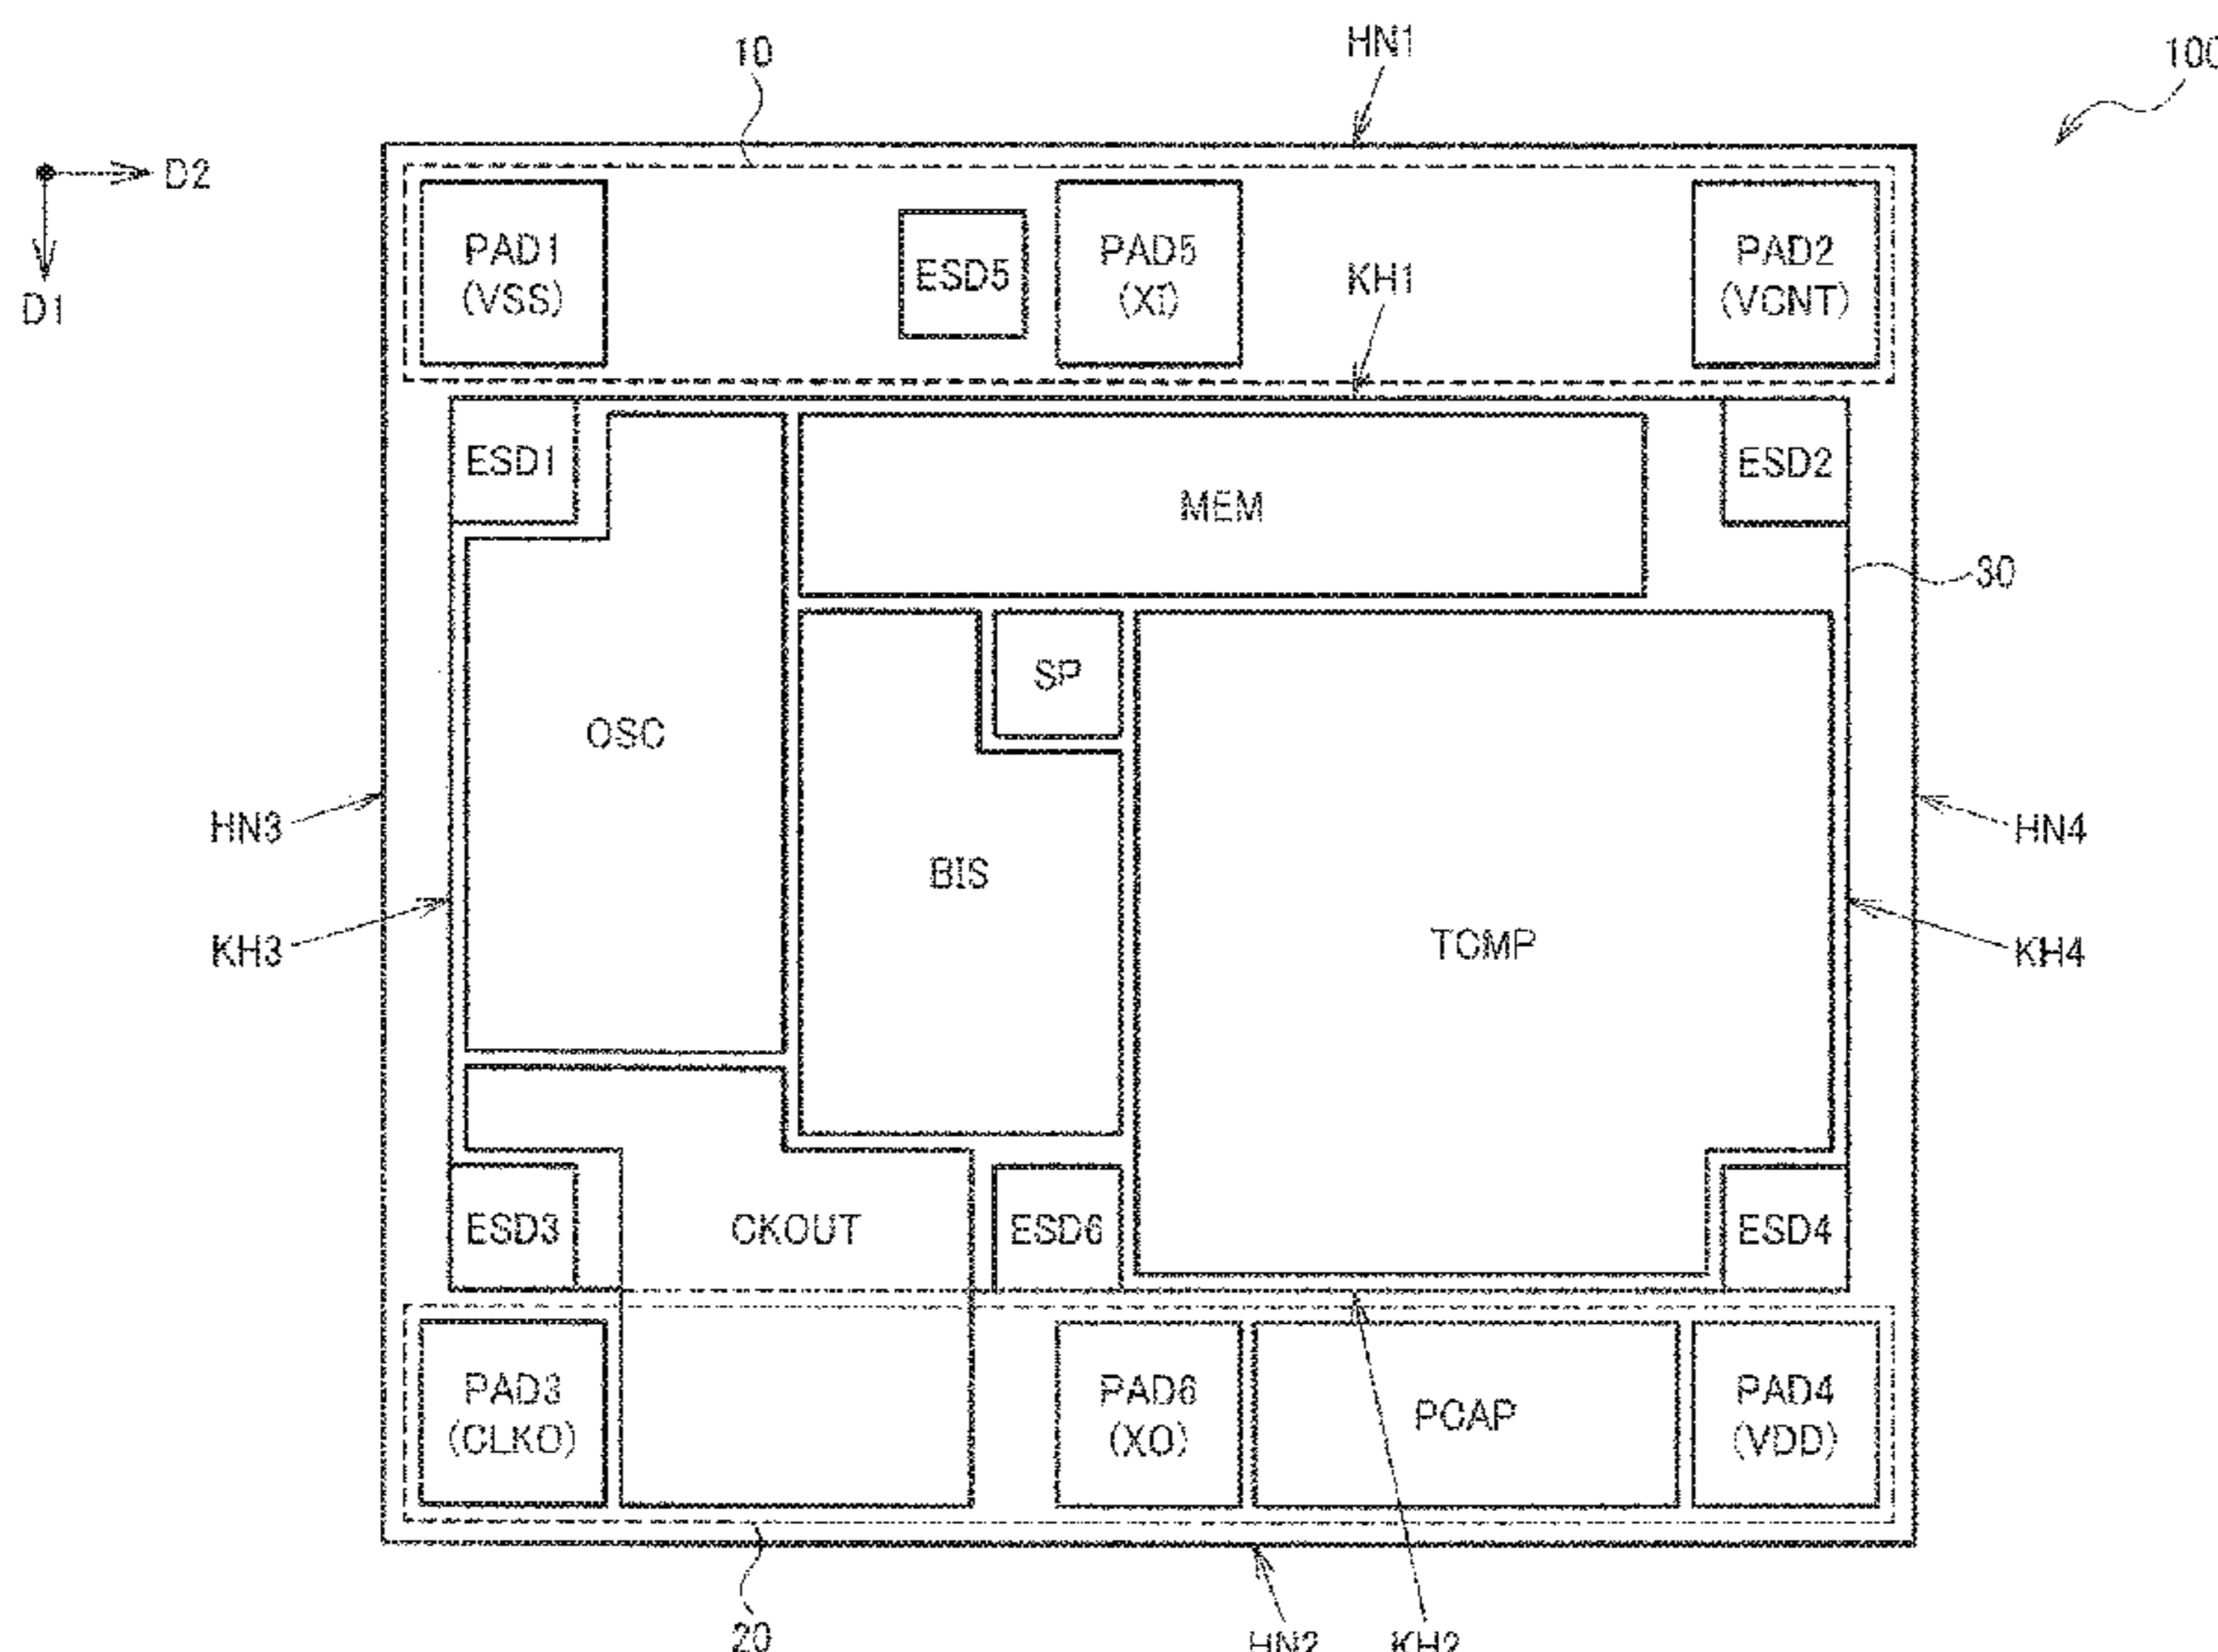 10
HN1
100
D2
D1
PAD1
(VSS)
ESD5
PAD5
(XI)
PAD2
(VCNT)
KH1
ESD1
MEM
ESD2
30
SP
OSC
HN3
HN4
BIS
KH3
TCMP
KH4
ESD3
CKOUT
ESD6
ESD4
PAD3
(CLKO)
PAD6
(XO)
PCAP
PAD4
(VDD)
20
HN2
KH2